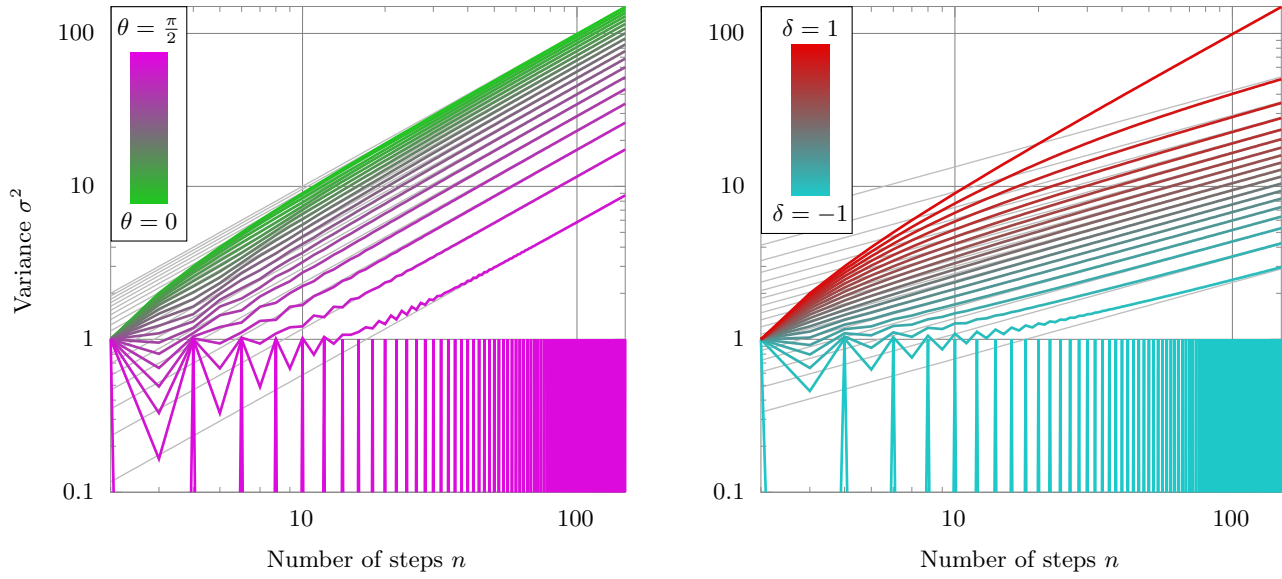 θ = π/2
θ = 0
100
10
1
0.1
10
100
Variance σ²
Number of steps n
δ = 1
δ = −1
100
10
1
0.1
10
100
Number of steps n